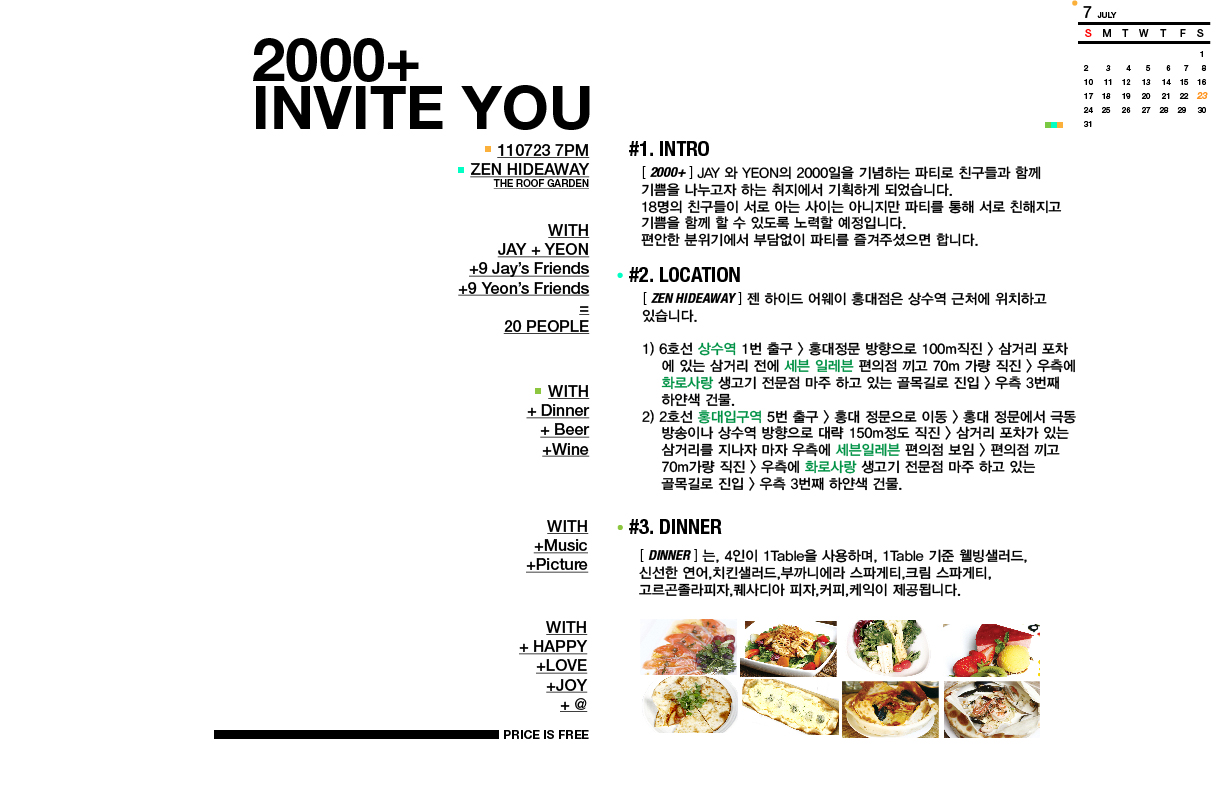 2000+
INVITE YOU
110723 7PM
ZEN HIDEAWAY
THE ROOF GARDEN
WITH
JAY + YEON
+9 Jay's Friends
+9 Yeon's Friends
=
20 PEOPLE
WITH
+ Dinner
+ Beer
+Wine
WITH
+Music
+Picture
WITH
+ HAPPY
+LOVE
+JOY
+ @
PRICE IS FREE
7 JULY
S M T W T F S
1
2 3 4 5 6 7 8
10 11 12 13 14 15 16
17 18 19 20 21 22 23
24 25 26 27 28 29 30
31
#1. INTRO
[ 2000+ ] JAY 와 YEON의 2000일을 기념하는 파티로 친구들과 함께
기쁨을 나누고자 하는 취지에서 기획하게 되었습니다.
18명의 친구들이 서로 아는 사이는 아니지만 파티를 통해 서로 친해지고
기쁨을 함께 할 수 있도록 노력할 예정입니다.
편안한 분위기에서 부담없이 파티를 즐겨주셨으면 합니다.
#2. LOCATION
[ ZEN HIDEAWAY ] 젠 하이드 어웨이 홍대점은 상수역 근처에 위치하고
있습니다.
1) 6호선 상수역 1번 출구 > 홍대정문 방향으로 100m직진 > 삼거리 포차
에 있는 삼거리 전에 세븐 일레븐 편의점 끼고 70m 가량 직진 > 우측에
화로사랑 생고기 전문점 마주 하고 있는 골목길로 진입 > 우측 3번째
하얀색 건물.
2) 2호선 홍대입구역 5번 출구 > 홍대 정문으로 이동 > 홍대 정문에서 극동
방송이나 상수역 방향으로 대략 150m정도 직진 > 삼거리 포차가 있는
삼거리를 지나자 마자 우측에 세븐일레븐 편의점 보임 > 편의점 끼고
70m가량 직진 > 우측에 화로사랑 생고기 전문점 마주 하고 있는
골목길로 진입 > 우측 3번째 하얀색 건물.
#3. DINNER
[ DINNER ] 는, 4인이 1Table을 사용하며, 1Table 기준 웰빙샐러드,
신선한 연어,치킨샐러드,부까니에라 스파게티,크림 스파게티,
고르곤졸라피자,퀘사디아 피자,커피,케익이 제공됩니다.